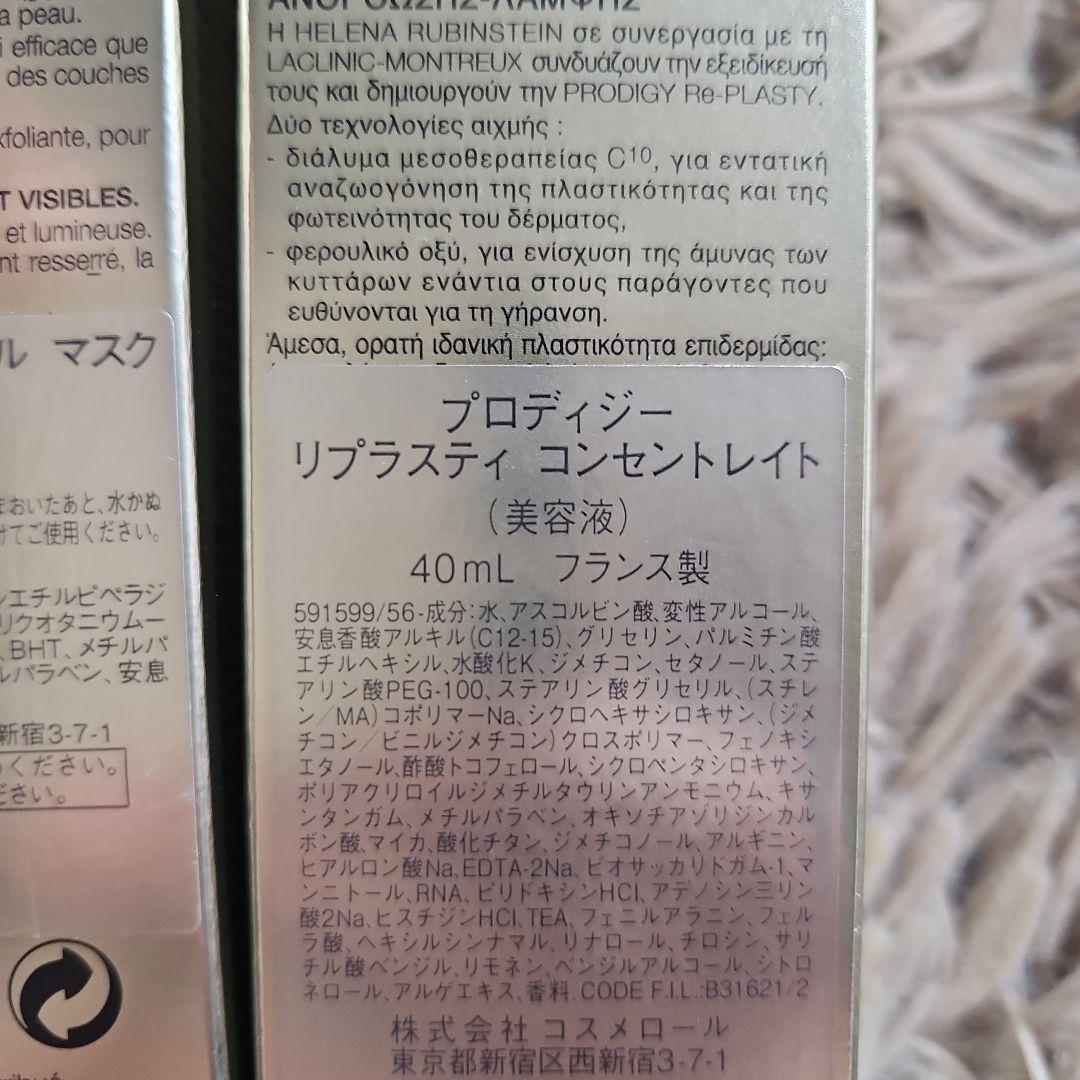 a peau.
i efficace que
des couches
xfoliante, pour
T VISIBLES.
et lumineuse.
nt resserré, la
ル マスク
まおいたあと、水かぬ
けてご使用ください。
エチルピペラジ
リクオタニウムー
、BHT、メチルパ
ルパラベン、安息
新宿3-7-1
ください。
ださい。
Η HELENA RUBINSTEIN σε συνεργασία με τη
LACLINIC-MONTREUX συνδυάζουν την εξειδίκευσή
τους και δημιουργούν την PRODIGY Re-PLASTY.
Δύο τεχνολογίες αιχμής :
- διάλυμα μεσοθεραπείας C10, για εντατική
αναζωογόνηση της πλαστικότητας και της
φωτεινότητας του δέρματος,
- φερουλικό οξύ, για ενίσχυση της άμυνας των
κυττάρων ενάντια στους παράγοντες που
ευθύνονται για τη γήρανση.
Άμεσα, ορατή ιδανική πλαστικότητα επιδερμίδας:
プロディジー
リプラスティ コンセントレイト
(美容液)
40mL フランス製
591599/56-成分:水、アスコルビン酸、変性アルコール、
安息香酸アルキル(C12-15)、グリセリン、パルミチン酸
エチルヘキシル、水酸化K、ジメチコン、セタノール、ステ
アリン酸PEG-100、ステアリン酸グリセリル、(スチレ
ン/MA)コポリマーNa、シクロヘキサシロキサン、(ジメ
チコン/ビニルジメチコン)クロスポリマー、フェノキシ
エタノール、酢酸トコフェロール、シクロペンタシロキサン、
ポリアクリロイルジメチルタウリンアンモニウム、キサ
ンタンガム、メチルパラベン、オキソチアゾリジンカル
ボン酸、マイカ、酸化チタン、ジメチコノール、アルギニン、
ヒアルロン酸Na、EDTA-2Na、ビオサッカリドガム-1、マ
ンニトール、RNA、ピリドキシンHCl、アデノシン三リン
酸2Na、ヒスチジンHCl、TEA、フェニルアラニン、フェル
ラ酸、ヘキシルシンナマル、リナロール、チロシン、サリ
チル酸ベンジル、リモネン、ベンジルアルコール、シトロ
ネロール、アルゲエキス、香料. CODE F.I.L.:B31621/2
株式会社 コスメロール
東京都新宿区西新宿3-7-1